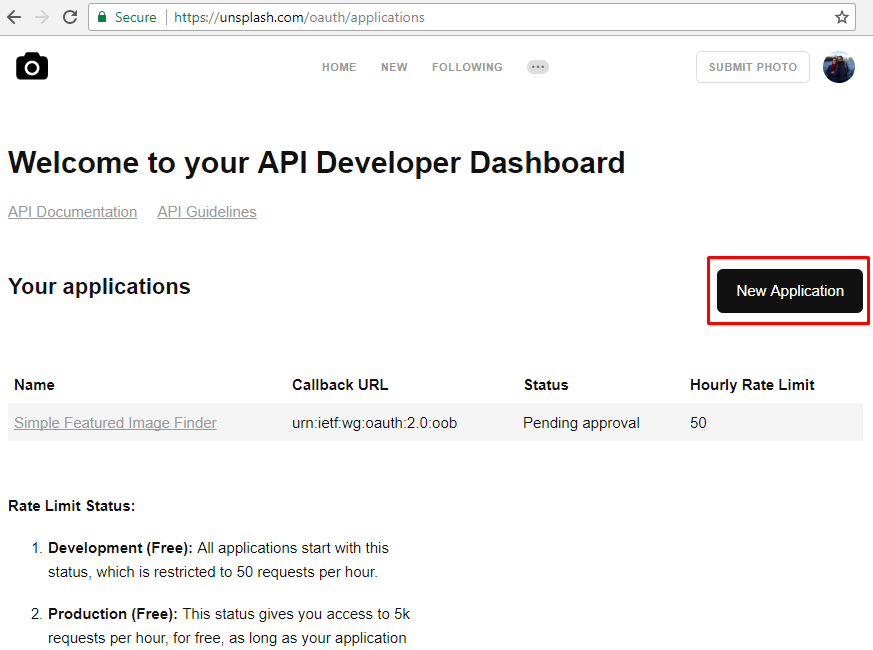 Secure https://unsplash.com/oauth/applications
HOME NEW FOLLOWING ••• SUBMIT PHOTO
Welcome to your API Developer Dashboard
API Documentation API Guidelines
Your applications
New Application
Name Callback URL Status Hourly Rate Limit
Simple Featured Image Finder urn:ietf:wg:oauth:2.0:oob Pending approval 50
Rate Limit Status:
1. Development (Free): All applications start with this
status, which is restricted to 50 requests per hour.
2. Production (Free): This status gives you access to 5k
requests per hour, for free, as long as your application